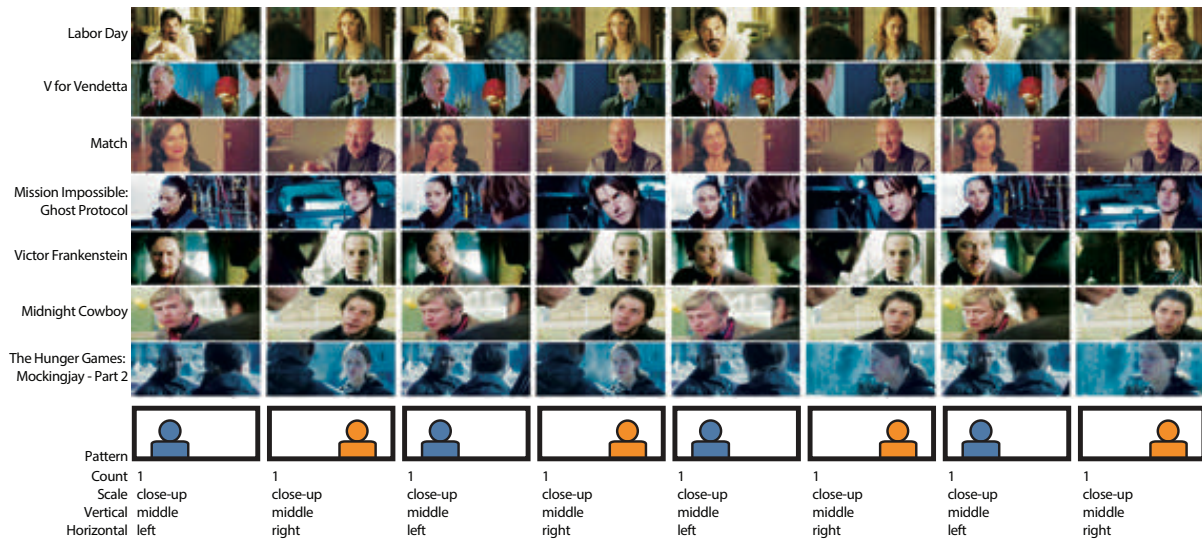 Labor Day
V for Vendetta
Match
Mission Impossible:
Ghost Protocol
Victor Frankenstein
Midnight Cowboy
The Hunger Games:
Mockingjay - Part 2
Pattern
Count 1 1 1 1 1 1 1 1
Scale close-up close-up close-up close-up close-up close-up close-up close-up
Vertical middle middle middle middle middle middle middle middle
Horizontal left right left right left right left right